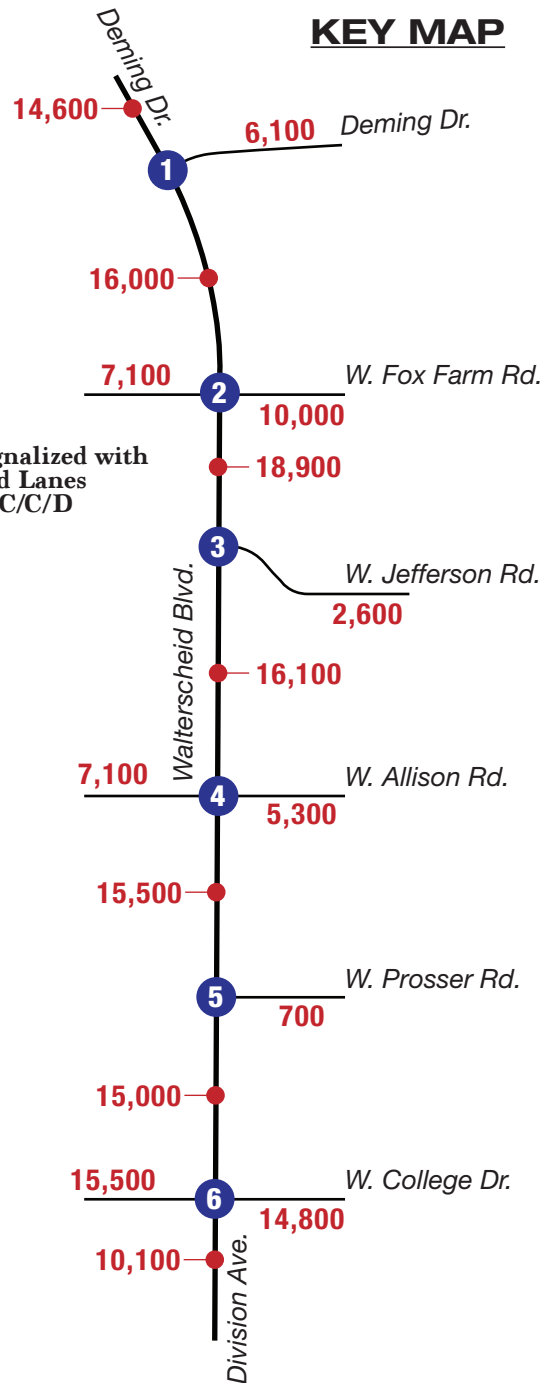 KEY MAP
Deming Dr.
14,600
6,100
Deming Dr.
1
16,000
7,100
W. Fox Farm Rd.
2
10,000
gnalized with
d Lanes
C/C/D
18,900
3
W. Jefferson Rd.
2,600
Walterscheid Blvd.
16,100
7,100
W. Allison Rd.
4
5,300
15,500
W. Prosser Rd.
5
700
15,000
15,500
W. College Dr.
6
14,800
10,100
Division Ave.